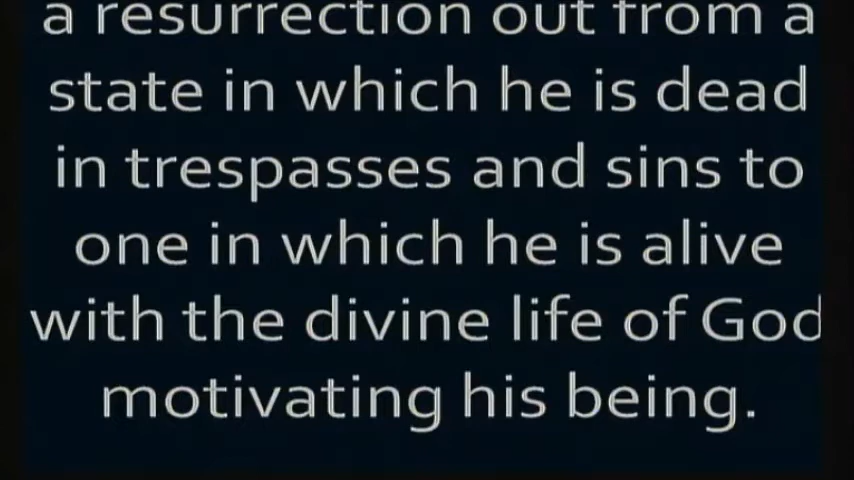 a resurrection out from a
state in which he is dead
in trespasses and sins to
one in which he is alive
with the divine life of God
motivating his being.